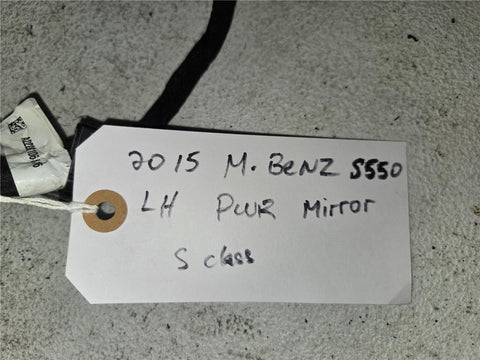 2015 M. BENZ S550
LH PWR Mirror
S class